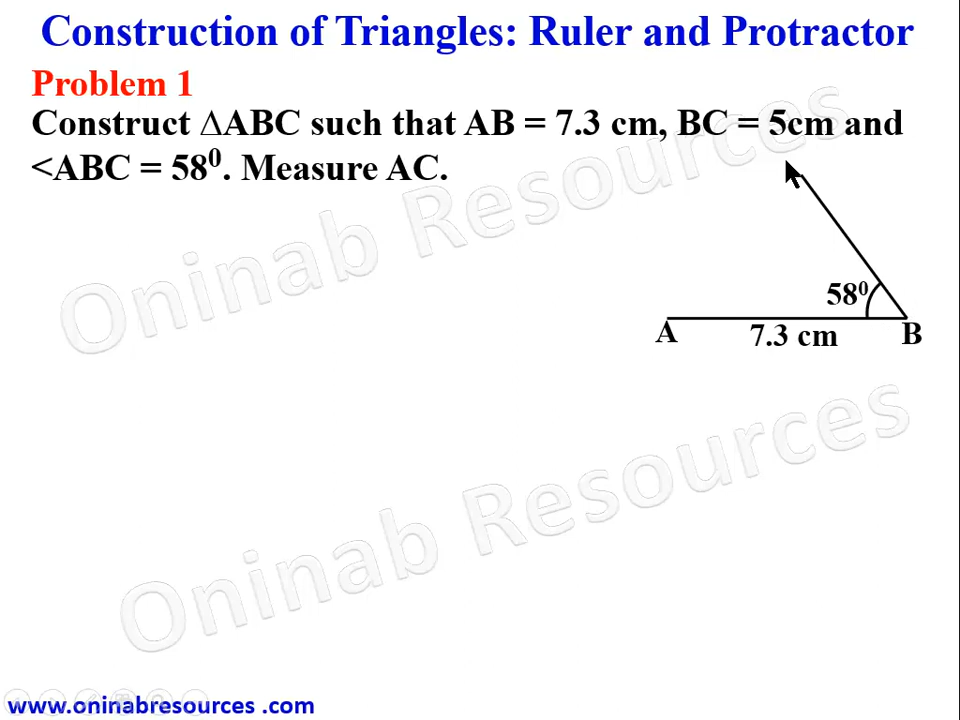 Construction of Triangles: Ruler and Protractor
Problem 1
Construct ∆ABC such that AB = 7.3 cm, BC = 5cm and
<ABC = 58⁰. Measure AC.
58⁰
A
7.3 cm
B
Oninab Resources
Oninab Resources
www.oninabresources .com